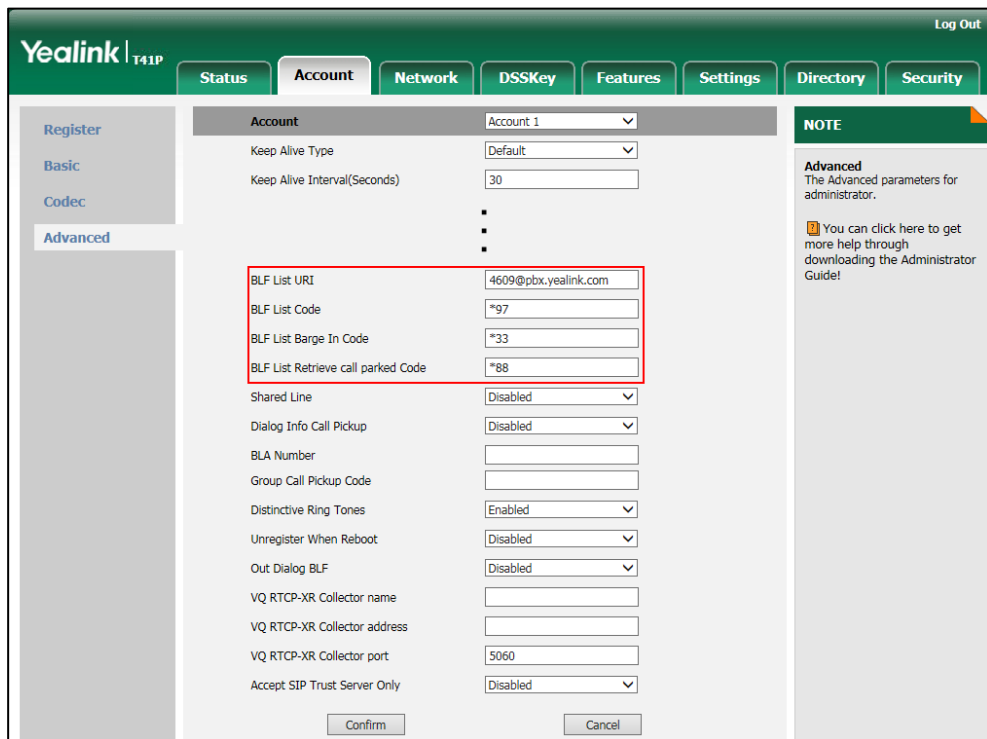 Log Out
Yealink | T41P
Status Account Network DSSKey Features Settings Directory Security
Register
Basic
Codec
Advanced
Account Account 1
Keep Alive Type Default
Keep Alive Interval(Seconds) 30
BLF List URI 4609@pbx.yealink.com
BLF List Code *97
BLF List Barge In Code *33
BLF List Retrieve call parked Code *88
Shared Line Disabled
Dialog Info Call Pickup Disabled
BLA Number
Group Call Pickup Code
Distinctive Ring Tones Enabled
Unregister When Reboot Disabled
Out Dialog BLF Disabled
VQ RTCP-XR Collector name
VQ RTCP-XR Collector address
VQ RTCP-XR Collector port 5060
Accept SIP Trust Server Only Disabled
Confirm Cancel
NOTE
Advanced
The Advanced parameters for
administrator.
You can click here to get
more help through
downloading the Administrator
Guide!